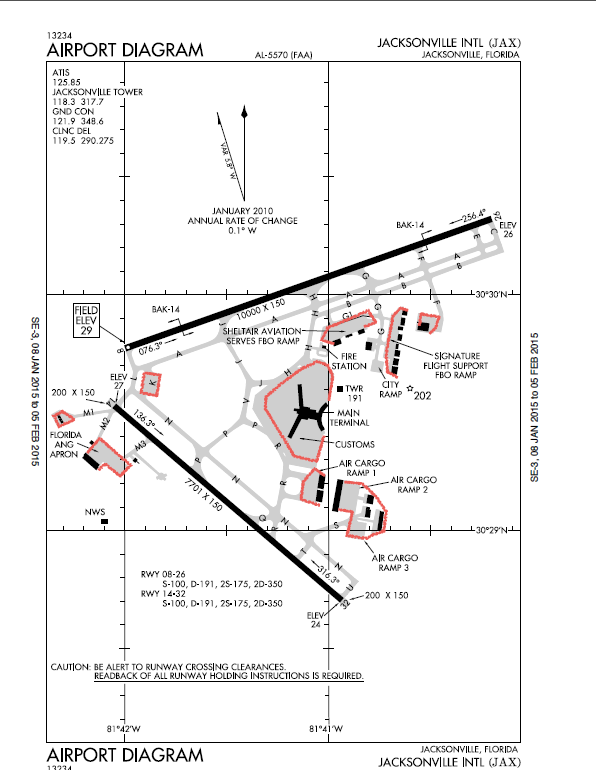 13234
AIRPORT DIAGRAM
AL-5570 (FAA)
JACKSONVILLE INTL (JAX)
JACKSONVILLE, FLORIDA
ATIS
125.85
JACKSONVILLE TOWER
118.3 317.7
GND CON
121.9 348.6
CLNC DEL
119.5 290.275
VAR 5.8° W
JANUARY 2010
ANNUAL RATE OF CHANGE
0.1° W
BAK-14
256.4°
26
ELEV
26
C
E
F
A
B
G
A
B
30°30'N
FIELD
ELEV
29
BAK-14
10000 X 150
H
H
A
B
G1
G
G
F
J
8
076.3°
A
SHELTAIR AVIATION
SERVES FBO RAMP
FIRE
STATION
SIGNATURE
FLIGHT SUPPORT
FBO RAMP
CITY
RAMP
202
TWR
191
MAIN
TERMINAL
CUSTOMS
ELEV
27
K
200 X 150
14
M1
M2
M3
136.3°
N
H
J
V
P
P
P
R
R
N
FLORIDA
ANG
APRON
NWS
7701 X 150
AIR CARGO
RAMP 1
AIR CARGO
RAMP 2
AIR CARGO
RAMP 3
Q
R
N
S
T
N
U
30°29'N
316.3°
32
200 X 150
ELEV
24
RWY 08-26
S-100, D-191, 2S-175, 2D-350
RWY 14-32
S-100, D-191, 2S-175, 2D-350
CAUTION: BE ALERT TO RUNWAY CROSSING CLEARANCES.
READBACK OF ALL RUNWAY HOLDING INSTRUCTIONS IS REQUIRED.
81°42'W
81°41'W
SE-3, 08 JAN 2015 to 05 FEB 2015
SE-3, 08 JAN 2015 to 05 FEB 2015
AIRPORT DIAGRAM
13234
JACKSONVILLE, FLORIDA
JACKSONVILLE INTL (JAX)